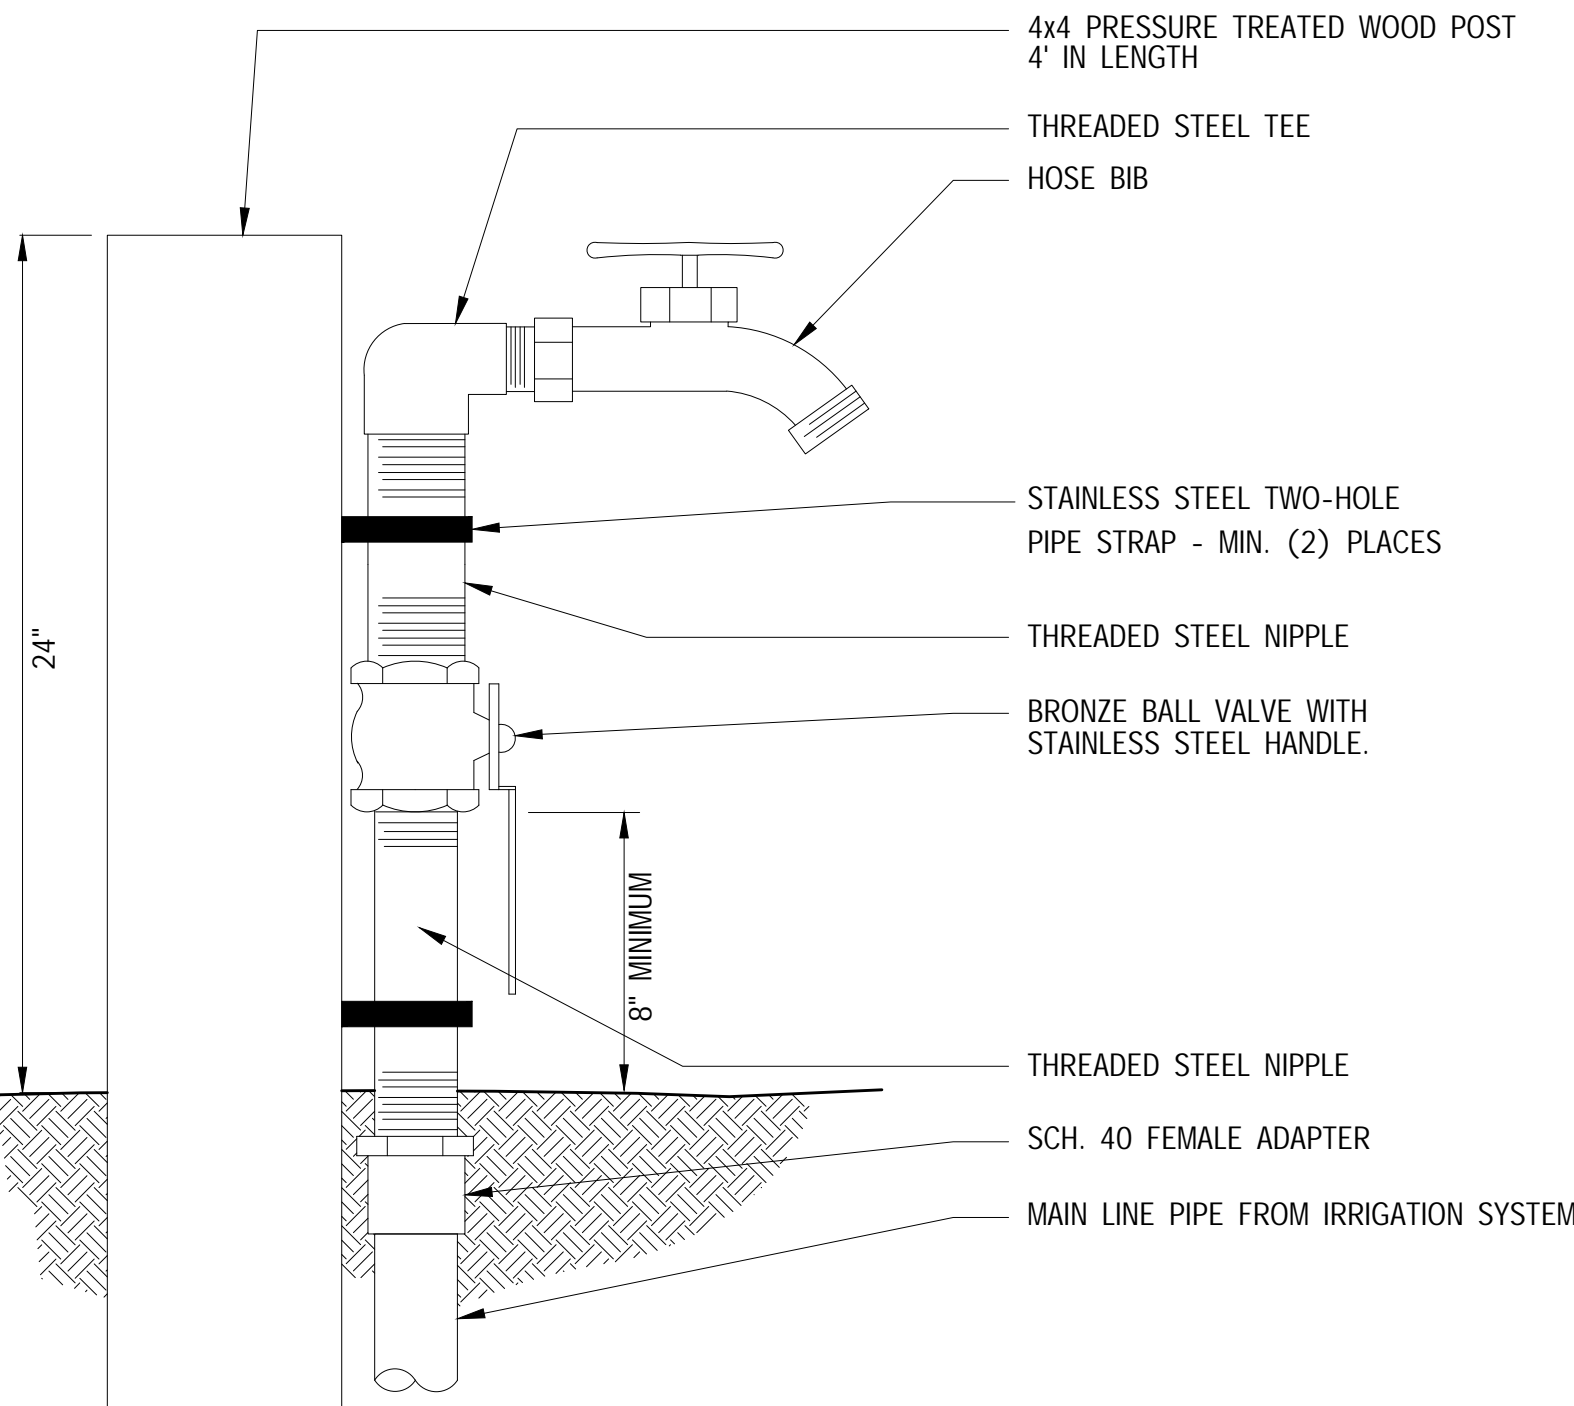 4x4 PRESSURE TREATED WOOD POST
4' IN LENGTH
THREADED STEEL TEE
HOSE BIB
STAINLESS STEEL TWO-HOLE
PIPE STRAP - MIN. (2) PLACES
24"
THREADED STEEL NIPPLE
BRONZE BALL VALVE WITH
STAINLESS STEEL HANDLE.
8" MINIMUM
THREADED STEEL NIPPLE
SCH. 40 FEMALE ADAPTER
MAIN LINE PIPE FROM IRRIGATION SYSTEM